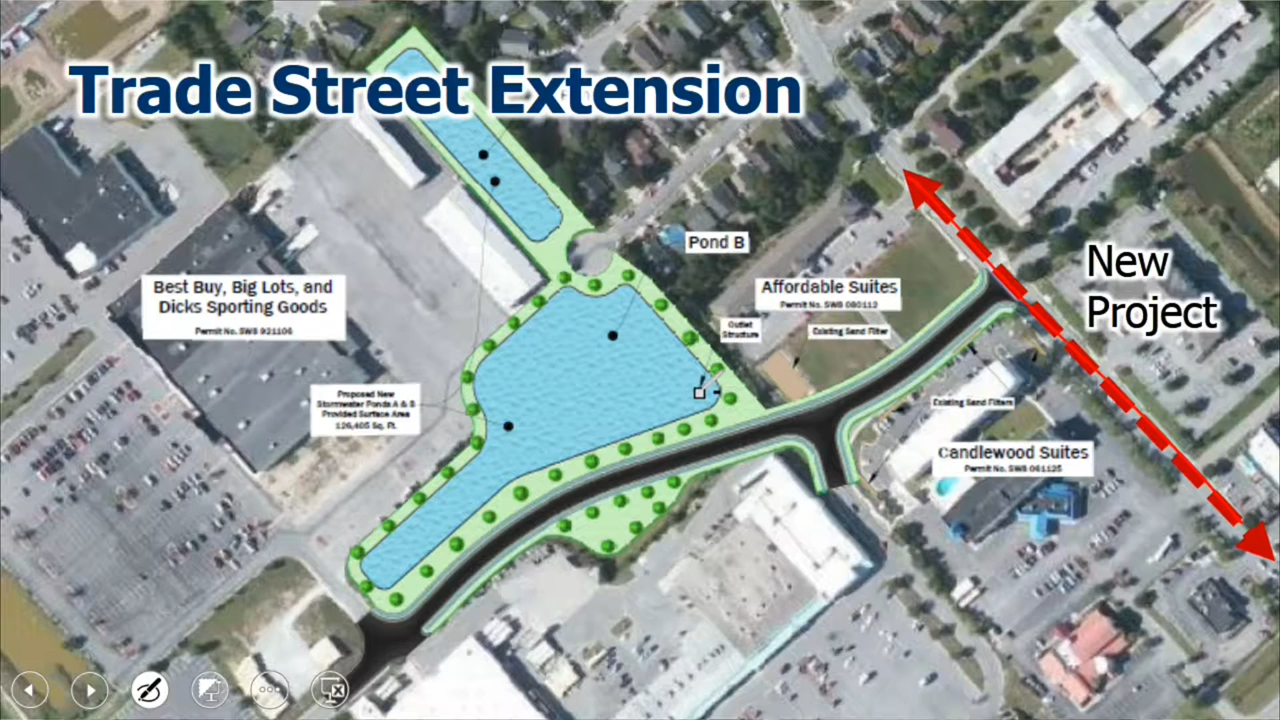 Trade Street Extension
Pond B
New
Project
Best Buy, Big Lots, and
Dicks Sporting Goods
Permit No. SW8 921106
Affordable Suites
Permit No. SW8 080112
Outlet
Structure
Existing Sand Filter
Proposed New
Stormwater Ponds A & B
Provided Surface Area
126,405 Sq. Ft.
Existing Sand Filters
Candlewood Suites
Permit No. SW8 061125